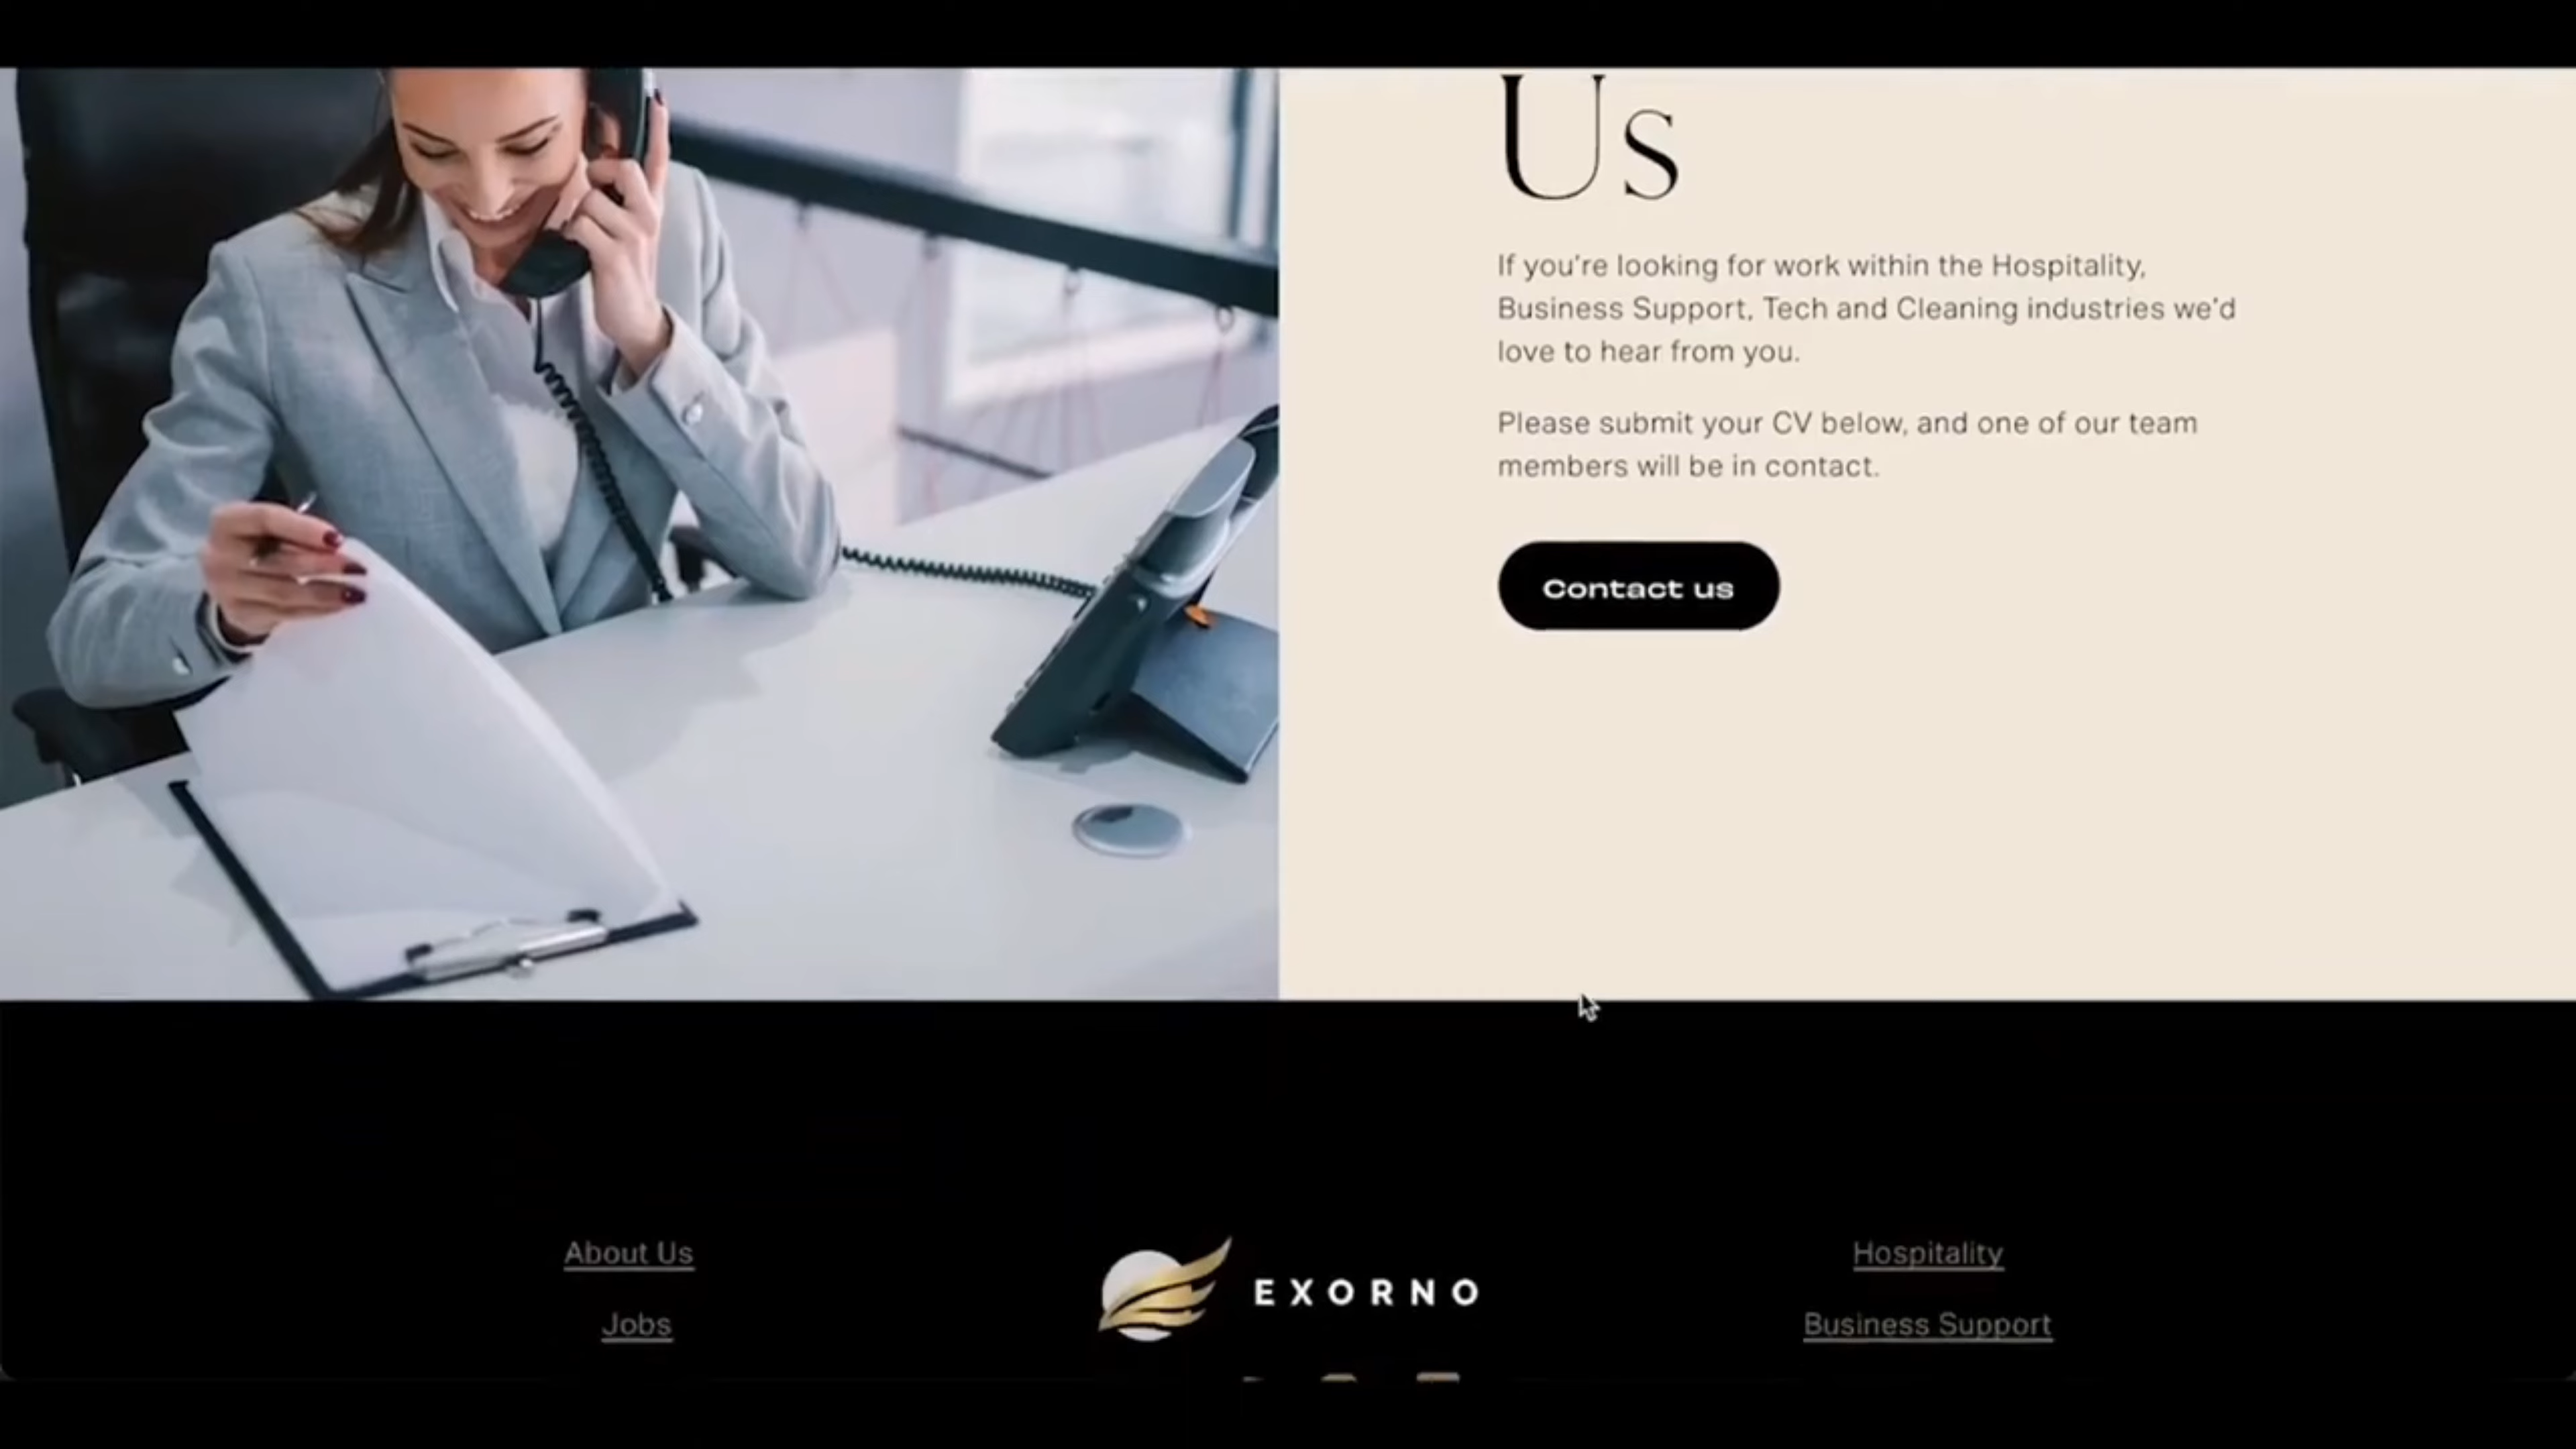 Us
If you're looking for work within the Hospitality,
Business Support, Tech and Cleaning industries we'd
love to hear from you.
Please submit your CV below, and one of our team
members will be in contact.
Contact us
About Us
Jobs
EXORNO
Hospitality
Business Support